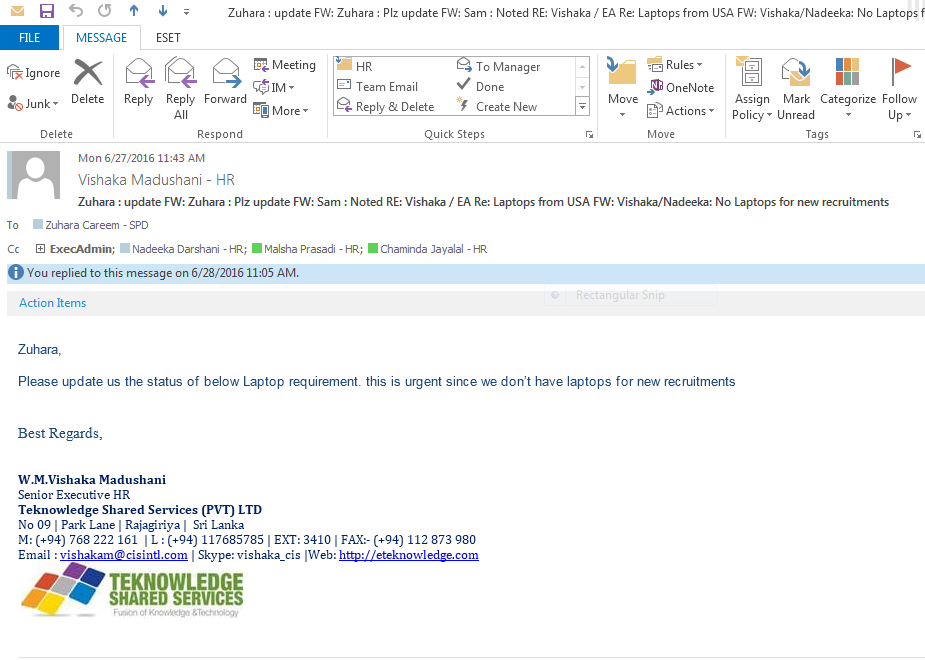 Zuhara : update FW: Zuhara : Plz update FW: Sam : Noted RE: Vishaka / EA Re: Laptops from USA FW: Vishaka/Nadeeka: No Laptops f
FILE MESSAGE ESET
Ignore
Junk
Delete
Reply
Reply All
Forward
Meeting
IM
More
HR
Team Email
Reply & Delete
To Manager
Done
Create New
Move
Rules
OneNote
Actions
Assign Policy
Mark Unread
Categorize
Follow Up
Delete Respond Quick Steps Move Tags
Mon 6/27/2016 11:43 AM
Vishaka Madushani - HR
Zuhara : update FW: Zuhara : Plz update FW: Sam : Noted RE: Vishaka / EA Re: Laptops from USA FW: Vishaka/Nadeeka: No Laptops for new recruitments
To Zuhara Careem - SPD
Cc ExecAdmin; Nadeeka Darshani - HR; Malsha Prasadi - HR; Chaminda Jayalal - HR
You replied to this message on 6/28/2016 11:05 AM.
Rectangular Snip
Action Items
Zuhara,
Please update us the status of below Laptop requirement. this is urgent since we don’t have laptops for new recruitments
Best Regards,
W.M.Vishaka Madushani
Senior Executive HR
Teknowledge Shared Services (PVT) LTD
No 09 | Park Lane | Rajagiriya | Sri Lanka
M: (+94) 768 222 161 | L : (+94) 117685785 | EXT: 3410 | FAX:- (+94) 112 873 980
Email : vishakam@cisintl.com | Skype: vishaka_cis |Web: http://eteknowledge.com
TEKNOWLEDGE
SHARED SERVICES
Fusion of Knowledge &Technology